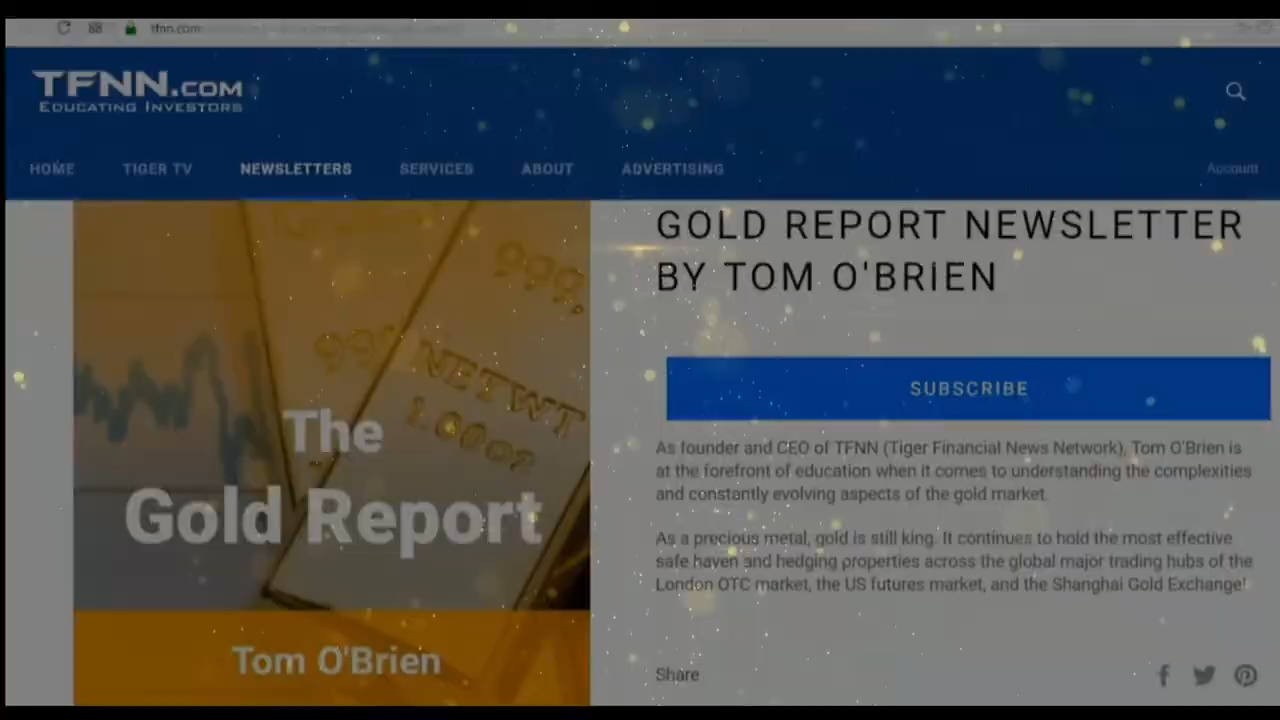 tfnn.com
TFNN.COM
EDUCATING INVESTORS
HOME TIGER TV NEWSLETTERS SERVICES ABOUT ADVERTISING Account
999.
999
NETWT
The
Gold Report
Tom O'Brien
GOLD REPORT NEWSLETTER
BY TOM O'BRIEN
SUBSCRIBE
As founder and CEO of TFNN (Tiger Financial News Network), Tom O'Brien is
at the forefront of education when it comes to understanding the complexities
and constantly evolving aspects of the gold market.
As a precious metal, gold is still king. It continues to hold the most effective
safe haven and hedging properties across the global major trading hubs of the
London OTC market, the US futures market, and the Shanghai Gold Exchange!
Share